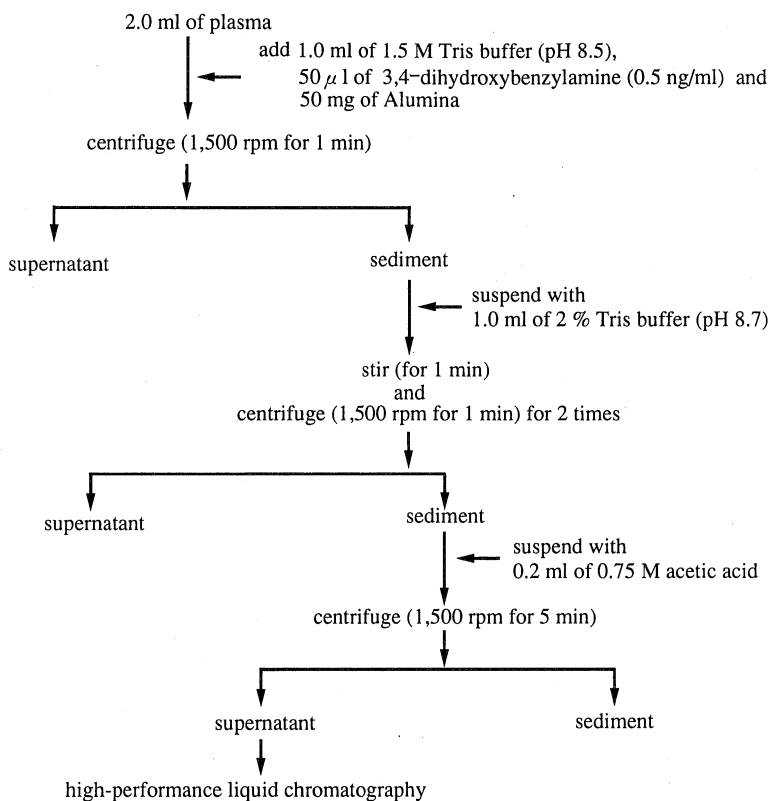 2.0 ml of plasma
add 1.0 ml of 1.5 M Tris buffer (pH 8.5),
50 μl of 3,4-dihydroxybenzylamine (0.5 ng/ml) and
50 mg of Alumina
centrifuge (1,500 rpm for 1 min)
supernatant
sediment
suspend with
1.0 ml of 2 % Tris buffer (pH 8.7)
stir (for 1 min)
and
centrifuge (1,500 rpm for 1 min) for 2 times
supernatant
sediment
suspend with
0.2 ml of 0.75 M acetic acid
centrifuge (1,500 rpm for 5 min)
supernatant
sediment
high-performance liquid chromatography